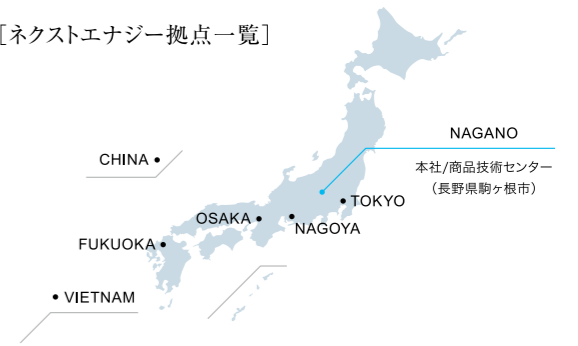 [ネクストエナジー拠点一覧]
NAGANO
本社/商品技術センター
（長野県駒ヶ根市）
CHINA
TOKYO
OSAKA
NAGOYA
FUKUOKA
VIETNAM